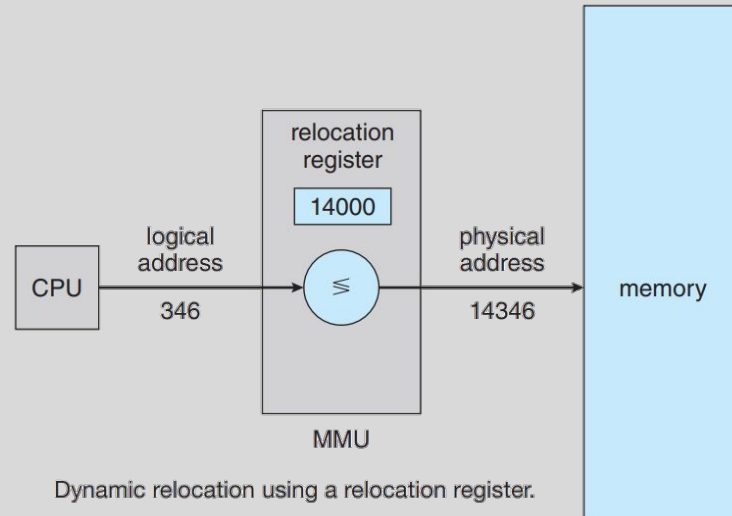 relocation
register
14000
logical
address
346
CPU
≶
physical
address
14346
memory
MMU
Dynamic relocation using a relocation register.